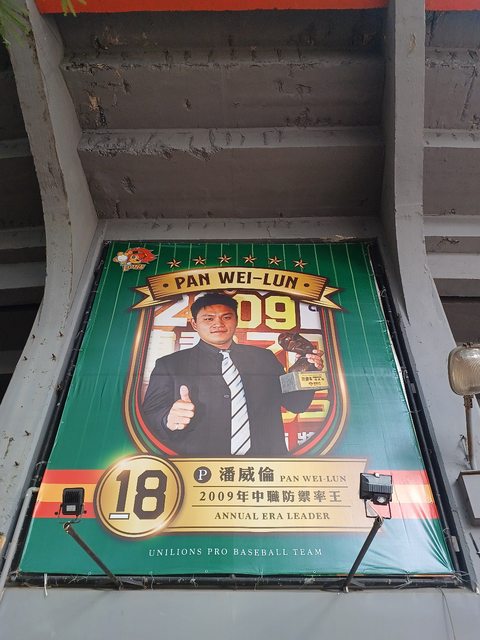 PAN WEI-LUN
2009
18
P 潘威倫 PAN WEI-LUN
2009年中職防禦率王
ANNUAL ERA LEADER
UNILIONS PRO BASEBALL TEAM